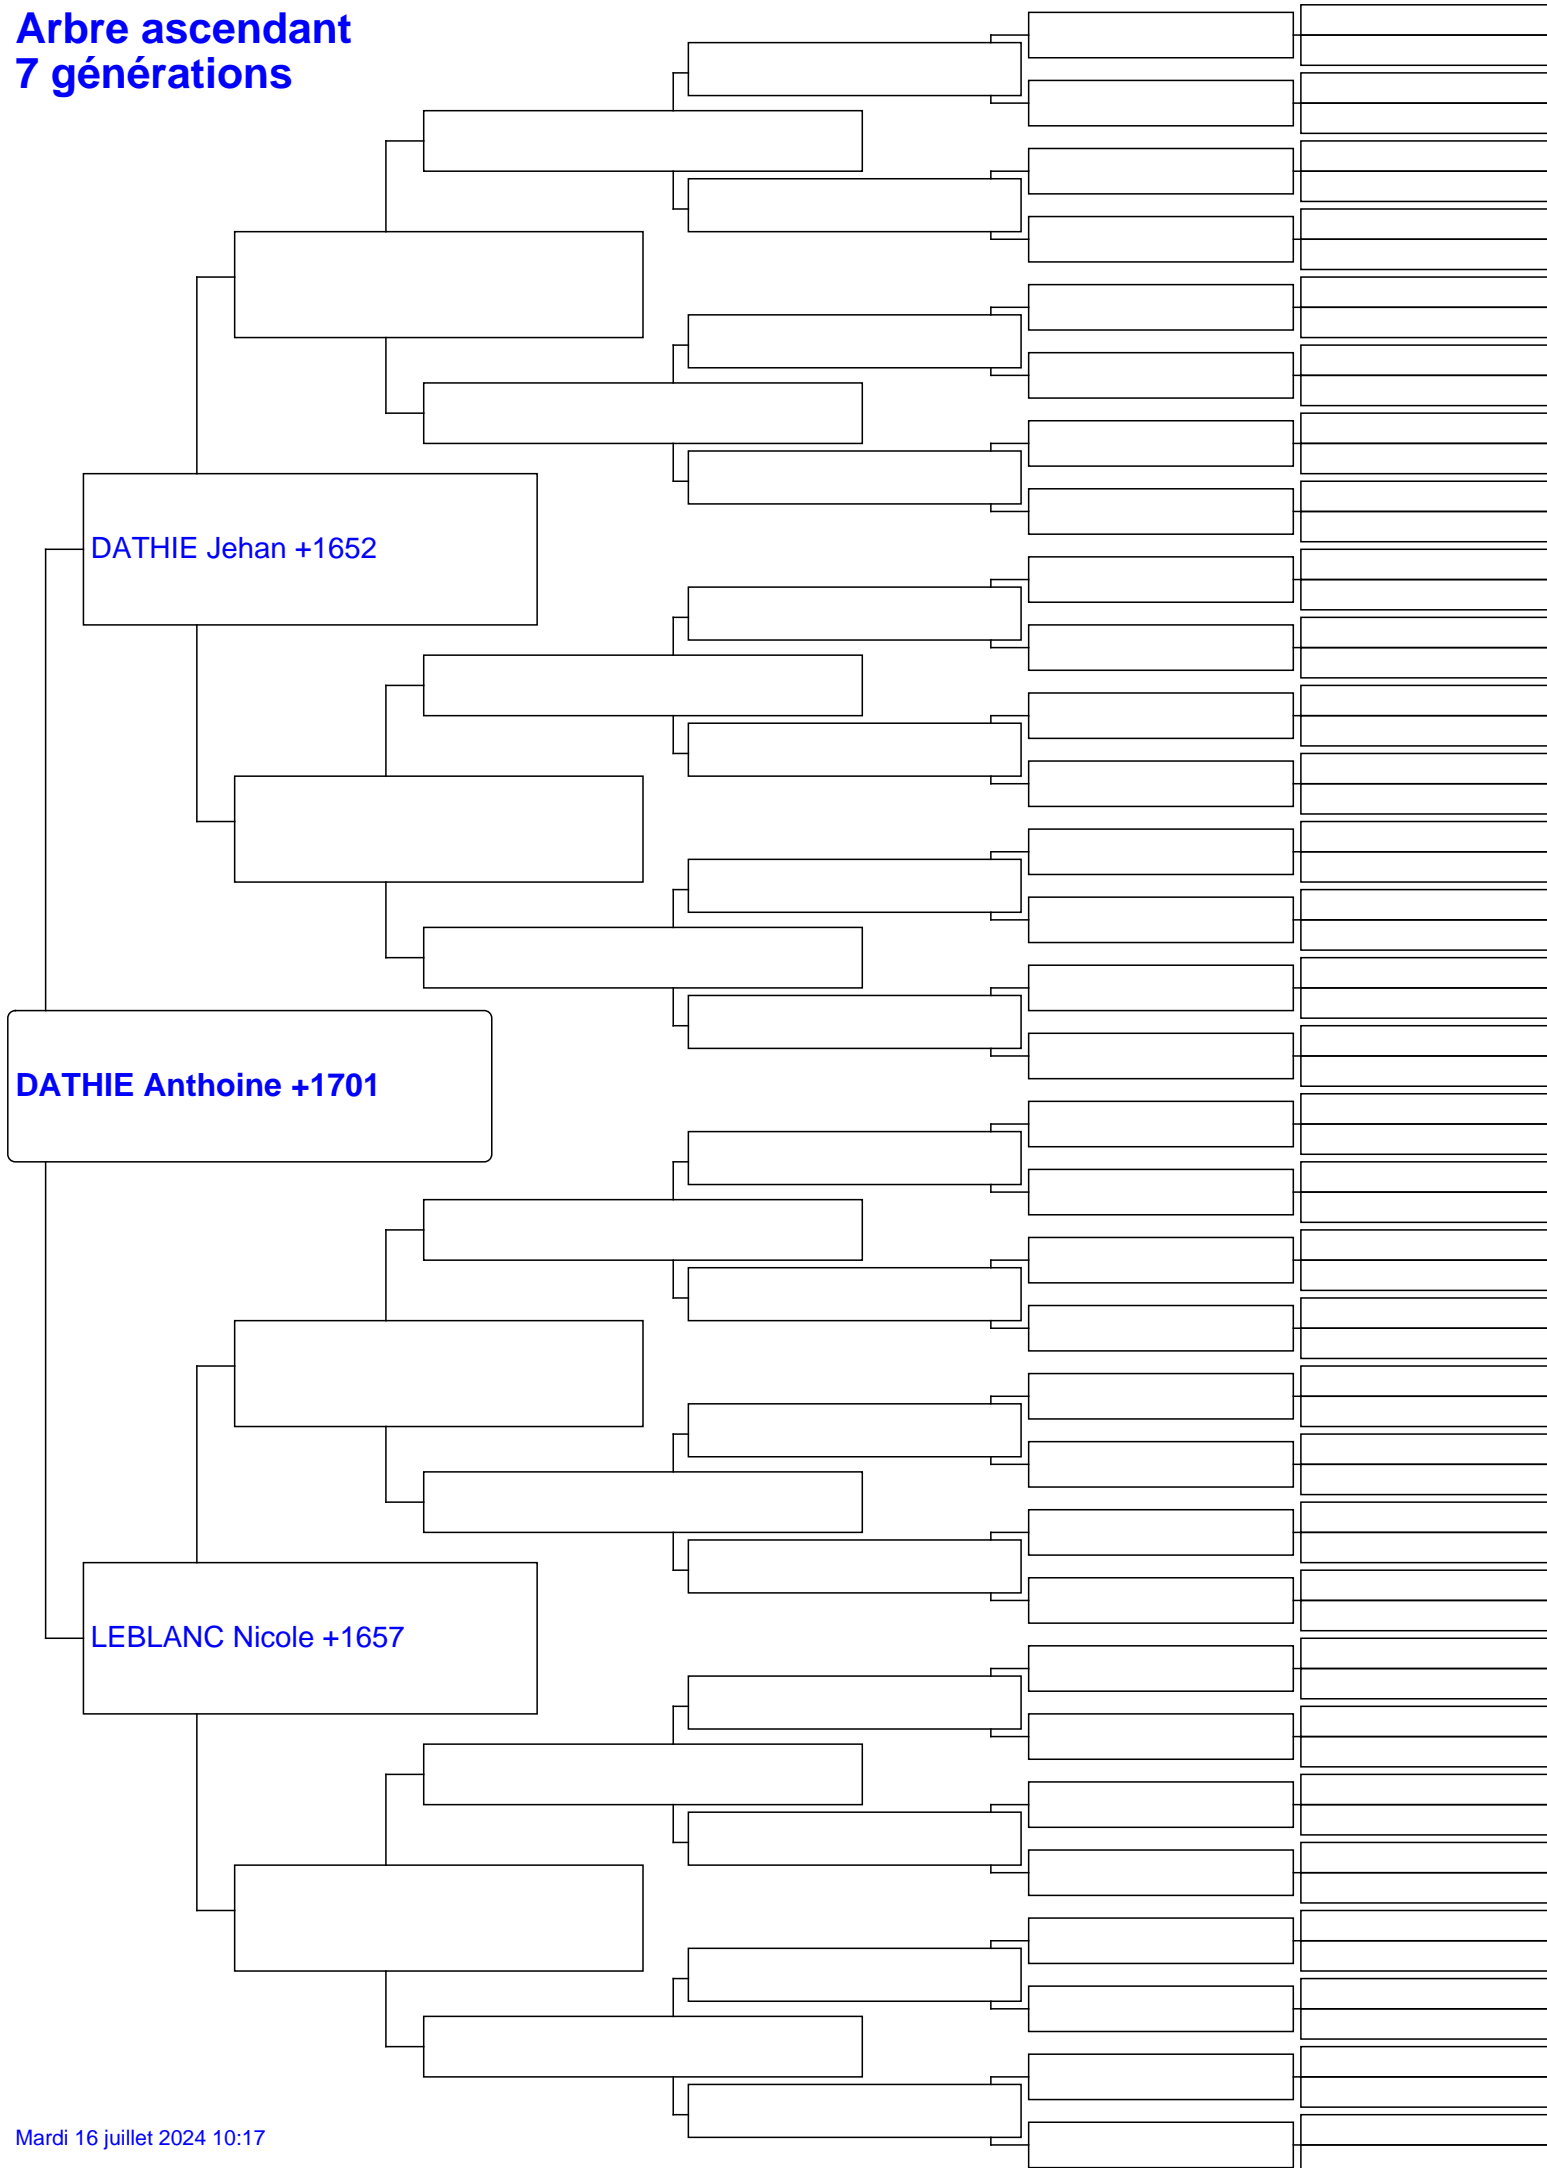 Arbre ascendant
7 générations
DATHIE Jehan +1652
DATHIE Anthoine +1701
LEBLANC Nicole +1657
Mardi 16 juillet 2024 10:17